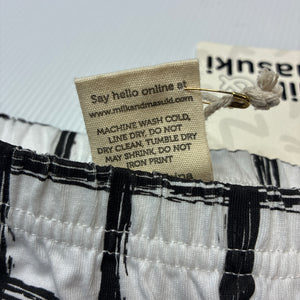 Say hello online at
www.milkandmasuki.com
MACHINE WASH COLD,
LINE DRY, DO NOT
DRY CLEAN, TUMBLE DRY
MAY SHRINK, DO NOT
IRON PRINT